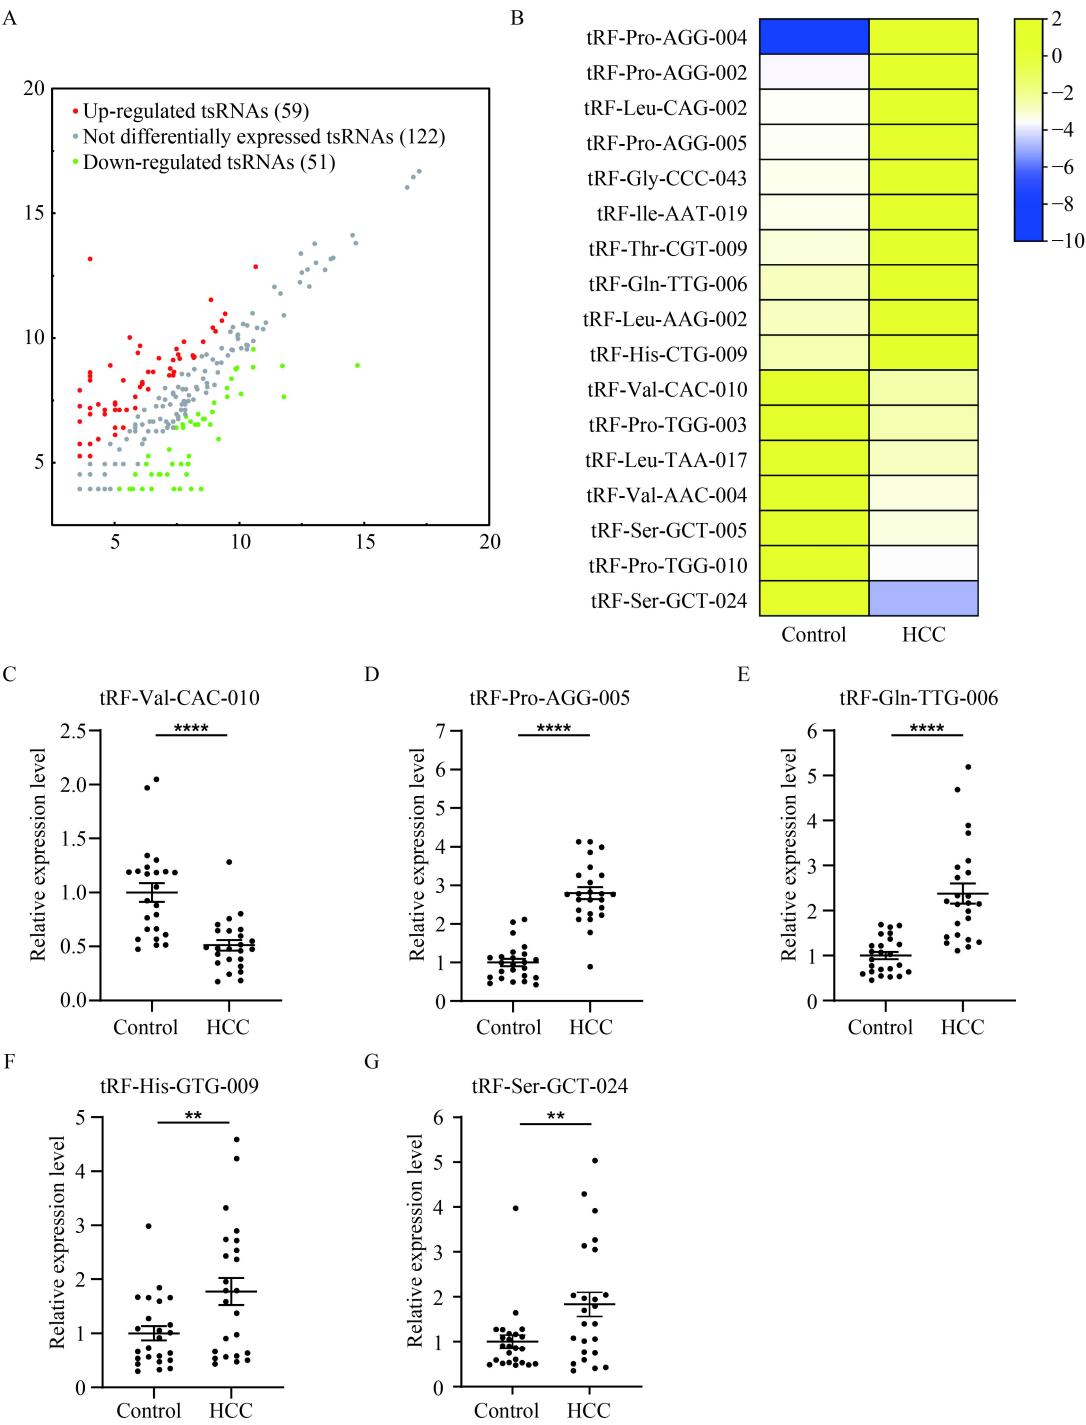 A
20
15
10
5
5
10
15
20
Up-regulated tsRNAs (59)
Not differentially expressed tsRNAs (122)
Down-regulated tsRNAs (51)
B
tRF-Pro-AGG-004
tRF-Pro-AGG-002
tRF-Leu-CAG-002
tRF-Pro-AGG-005
tRF-Gly-CCC-043
tRF-lle-AAT-019
tRF-Thr-CGT-009
tRF-Gln-TTG-006
tRF-Leu-AAG-002
tRF-His-CTG-009
tRF-Val-CAC-010
tRF-Pro-TGG-003
tRF-Leu-TAA-017
tRF-Val-AAC-004
tRF-Ser-GCT-005
tRF-Pro-TGG-010
tRF-Ser-GCT-024
Control
HCC
2
0
−2
−4
−6
−8
−10
C
tRF-Val-CAC-010
****
Relative expression level
2.5
2.0
1.5
1.0
0.5
0.0
Control
HCC
D
tRF-Pro-AGG-005
****
Relative expression level
7
6
5
4
3
2
1
0
Control
HCC
E
tRF-Gln-TTG-006
****
Relative expression level
6
5
4
3
2
1
0
Control
HCC
F
tRF-His-GTG-009
**
Relative expression level
5
4
3
2
1
0
Control
HCC
G
tRF-Ser-GCT-024
**
Relative expression level
6
5
4
3
2
1
0
Control
HCC